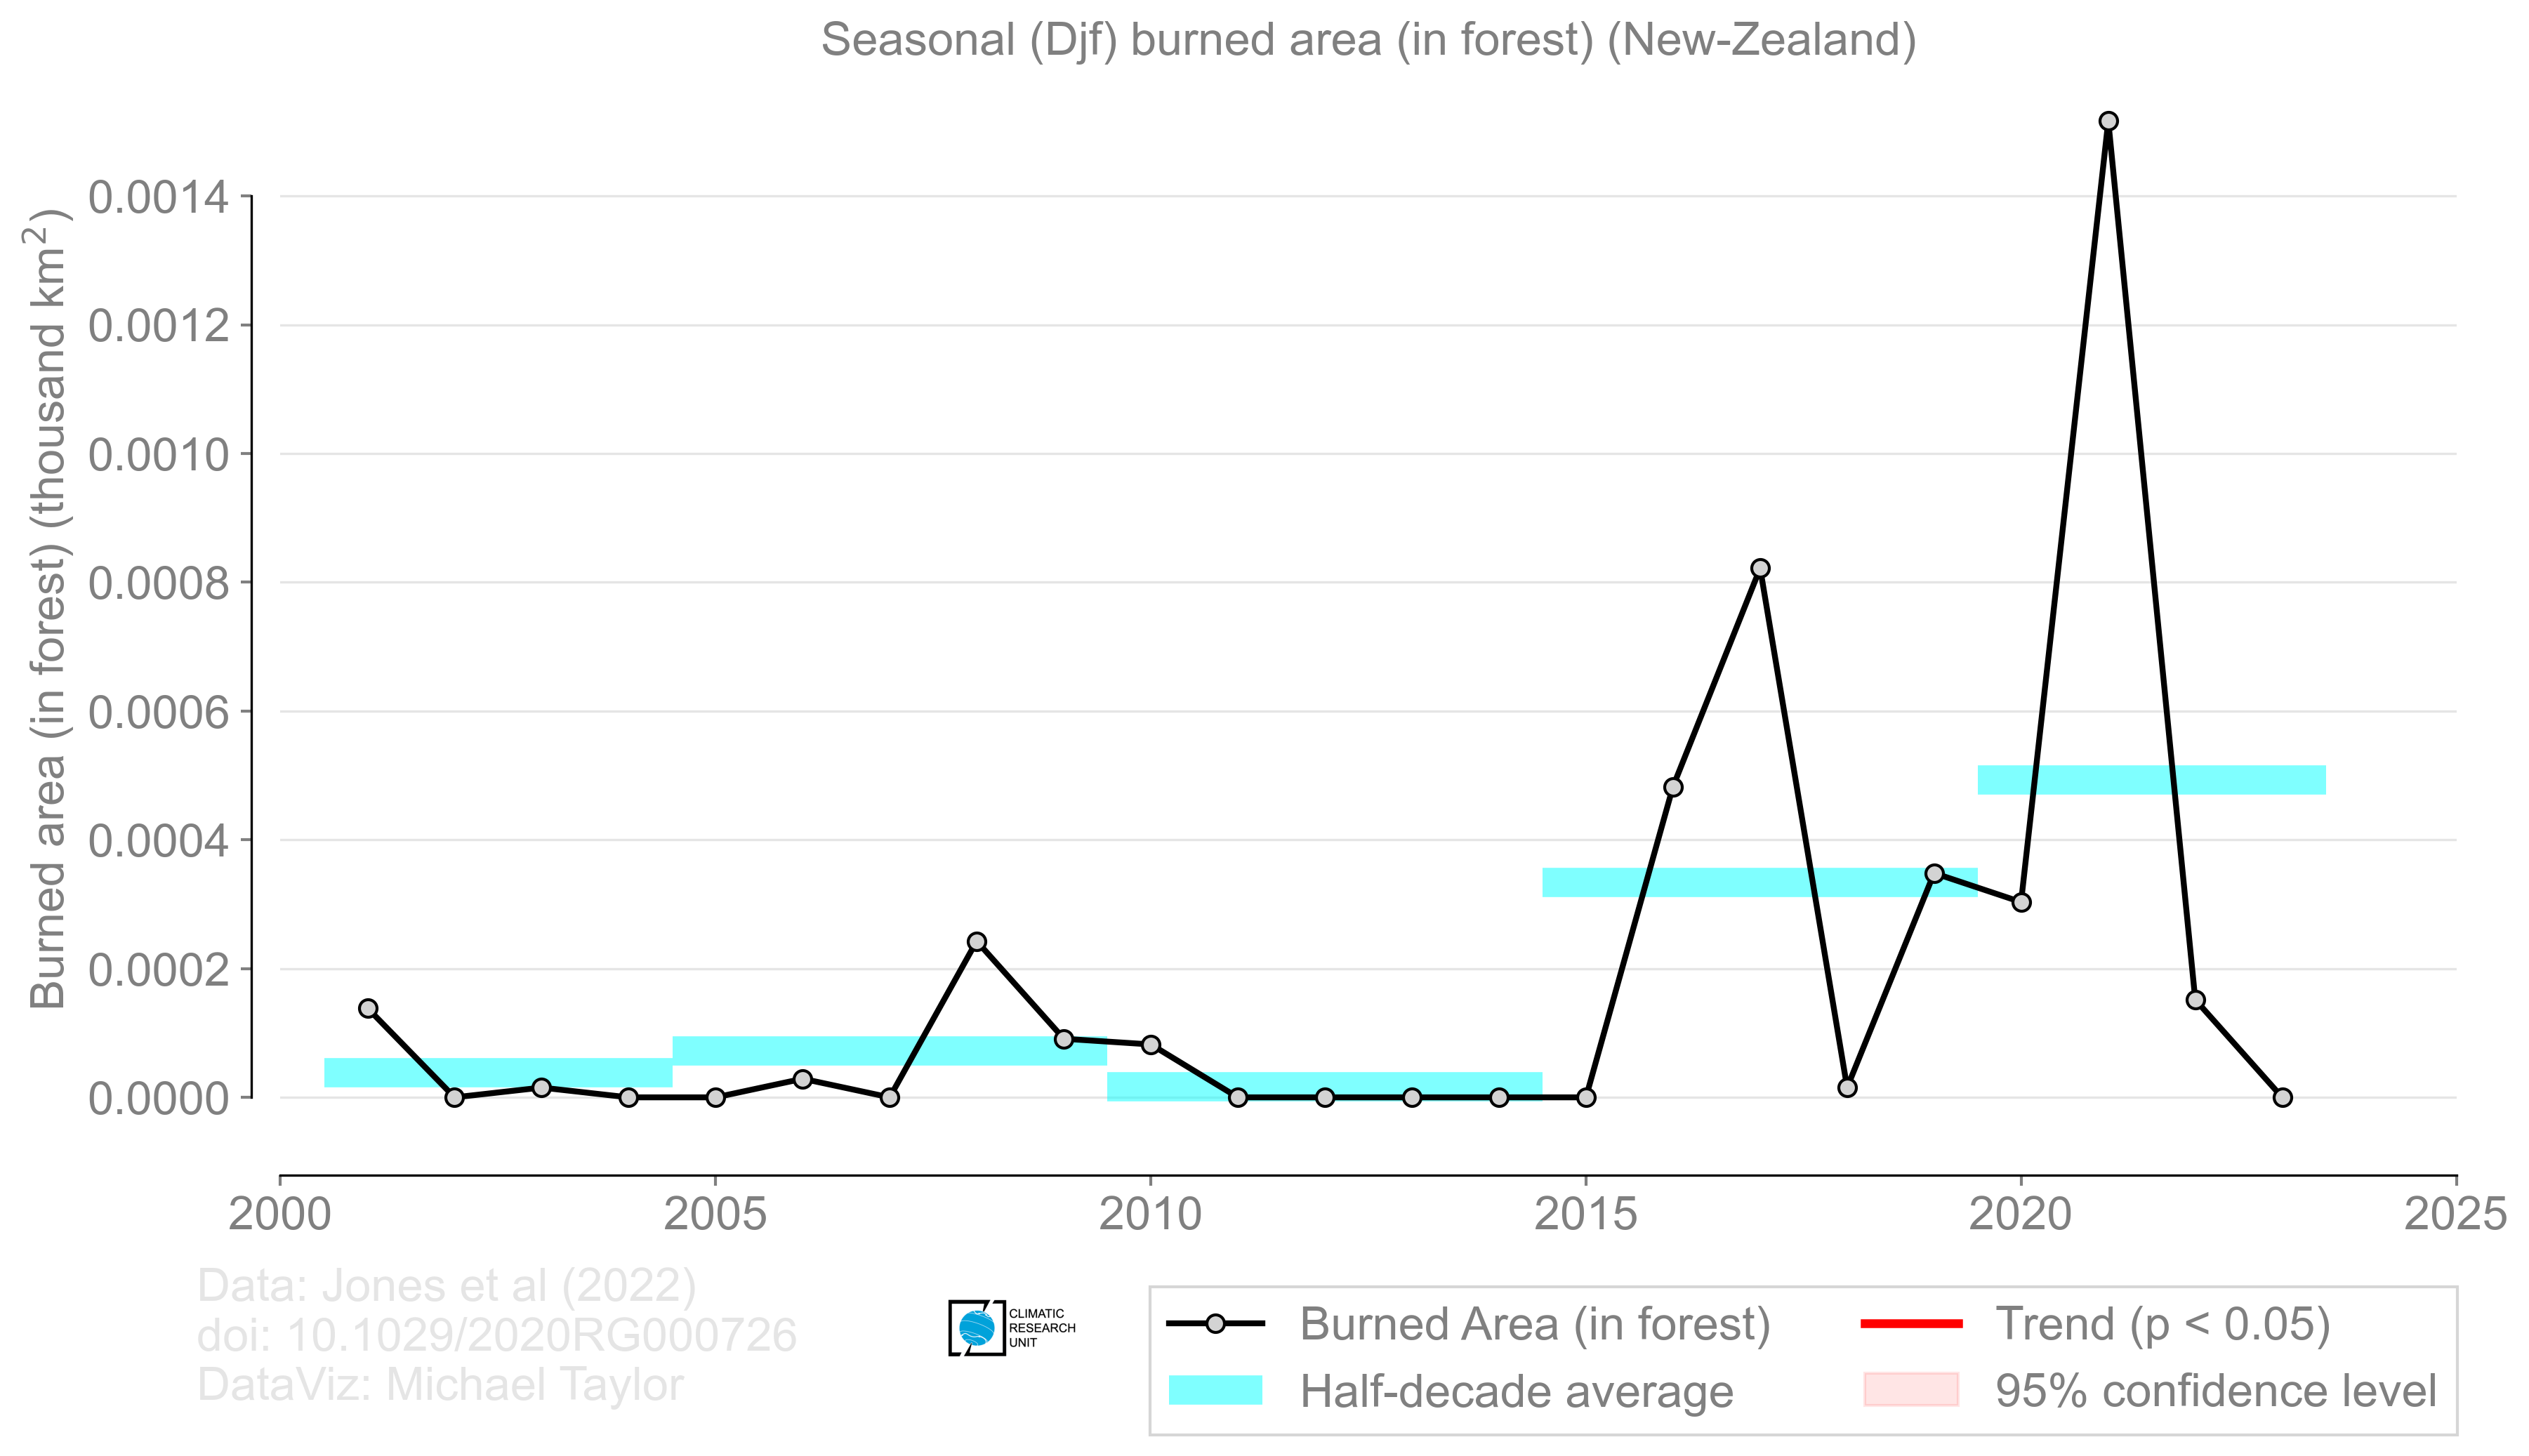 Seasonal (Djf) burned area (in forest) (New-Zealand)
Burned area (in forest) (thousand km²)
0.0014
0.0012
0.0010
0.0008
0.0006
0.0004
0.0002
0.0000
2000 2005 2010 2015 2020 2025
Data: Jones et al (2022)
doi: 10.1029/2020RG000726
DataViz: Michael Taylor
CLIMATIC
RESEARCH
UNIT
Burned Area (in forest)
Half-decade average
Trend (p < 0.05)
95% confidence level